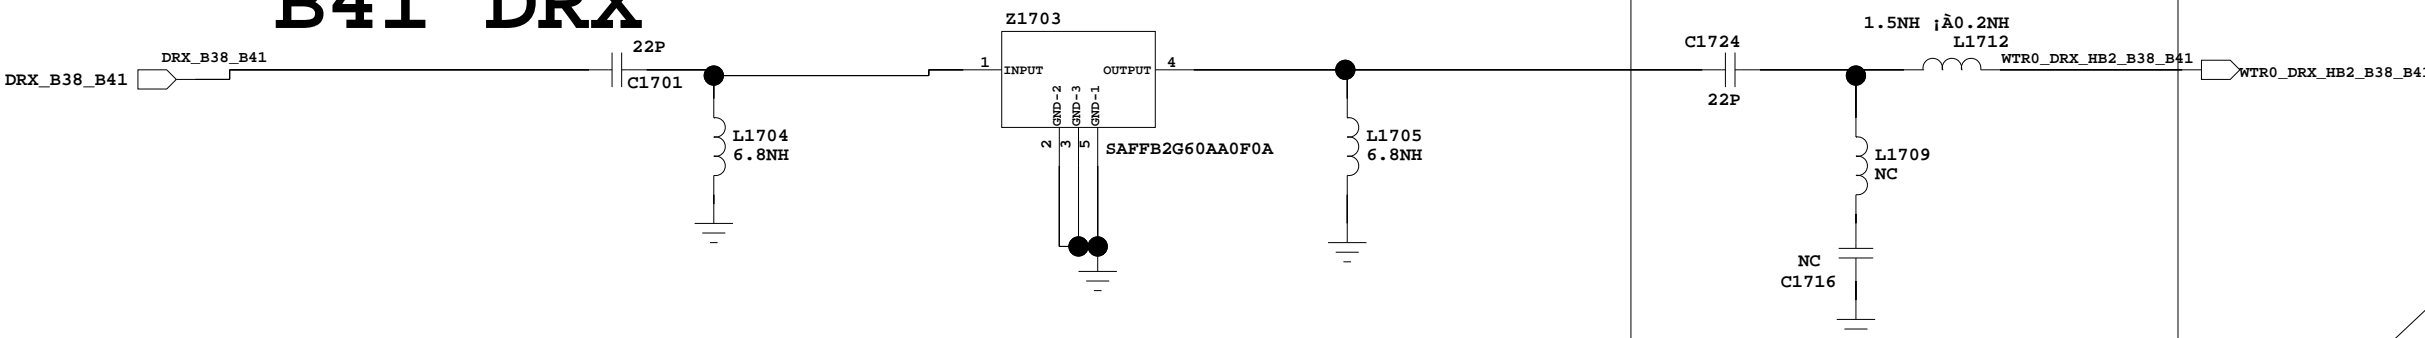 B41 DRX
DRX_B38_B41
DRX_B38_B41
22P
C1701
L1704
6.8NH
Z1703
1
INPUT
OUTPUT
4
GND-2
GND-3
GND-1
2
3
5
SAFFB2G60AA0F0A
L1705
6.8NH
C1724
22P
1.5NH ¡À0.2NH
L1712
WTR0_DRX_HB2_B38_B41
WTR0_DRX_HB2_B38_B41
L1709
NC
NC
C1716